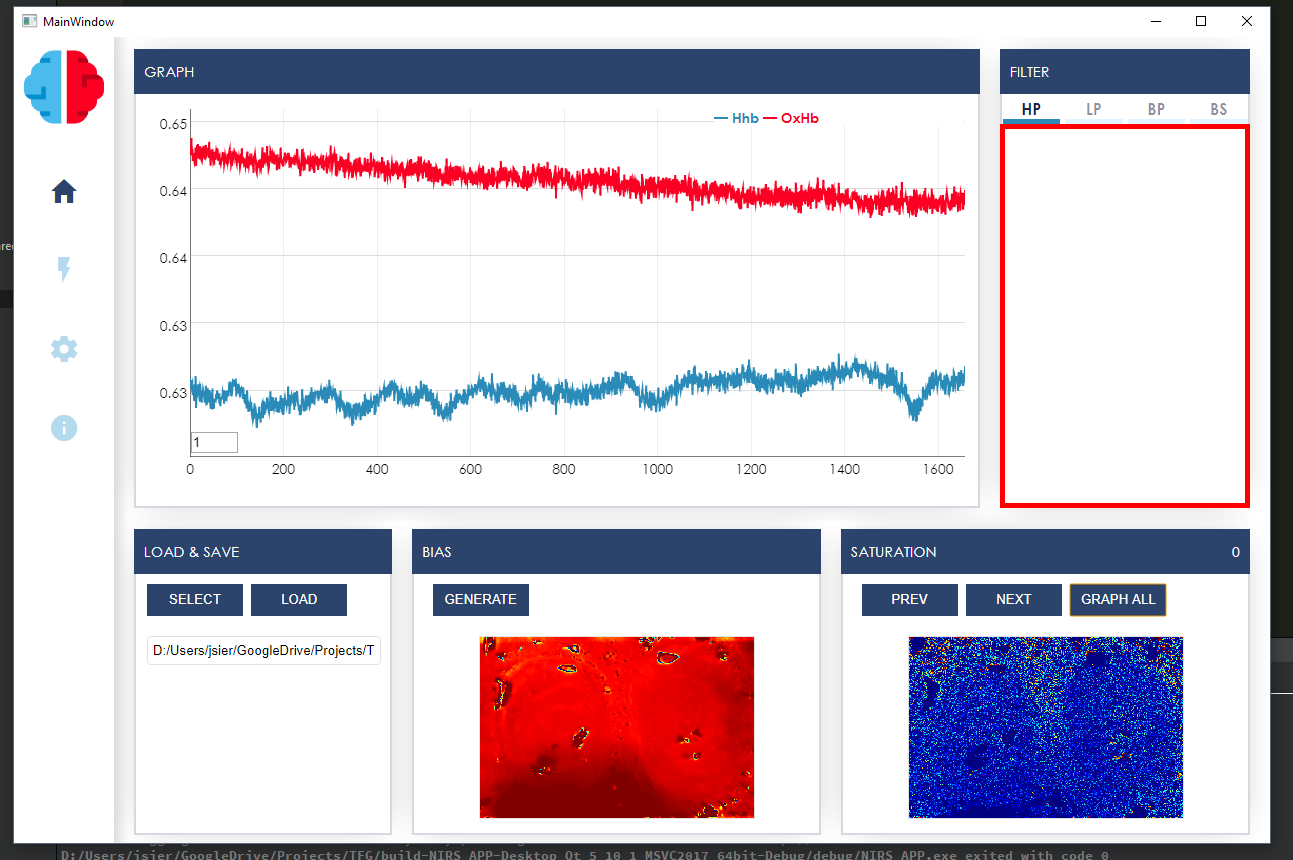 MainWindow
GRAPH
Hhb OxHb
0.65
0.64
0.64
0.63
0.63
1
0 200 400 600 800 1000 1200 1400 1600
FILTER
HP LP BP BS
LOAD & SAVE
SELECT LOAD
D:/Users/jsier/GoogleDrive/Projects/T
BIAS
GENERATE
SATURATION 0
PREV NEXT GRAPH ALL
D:/Users/jsier/GoogleDrive/Projects/TFG/build-NIRS_APP-Desktop_Qt_5_10_1_MSVC2017_64bit-Debug/debug/NIRS_APP.exe exited with code 0